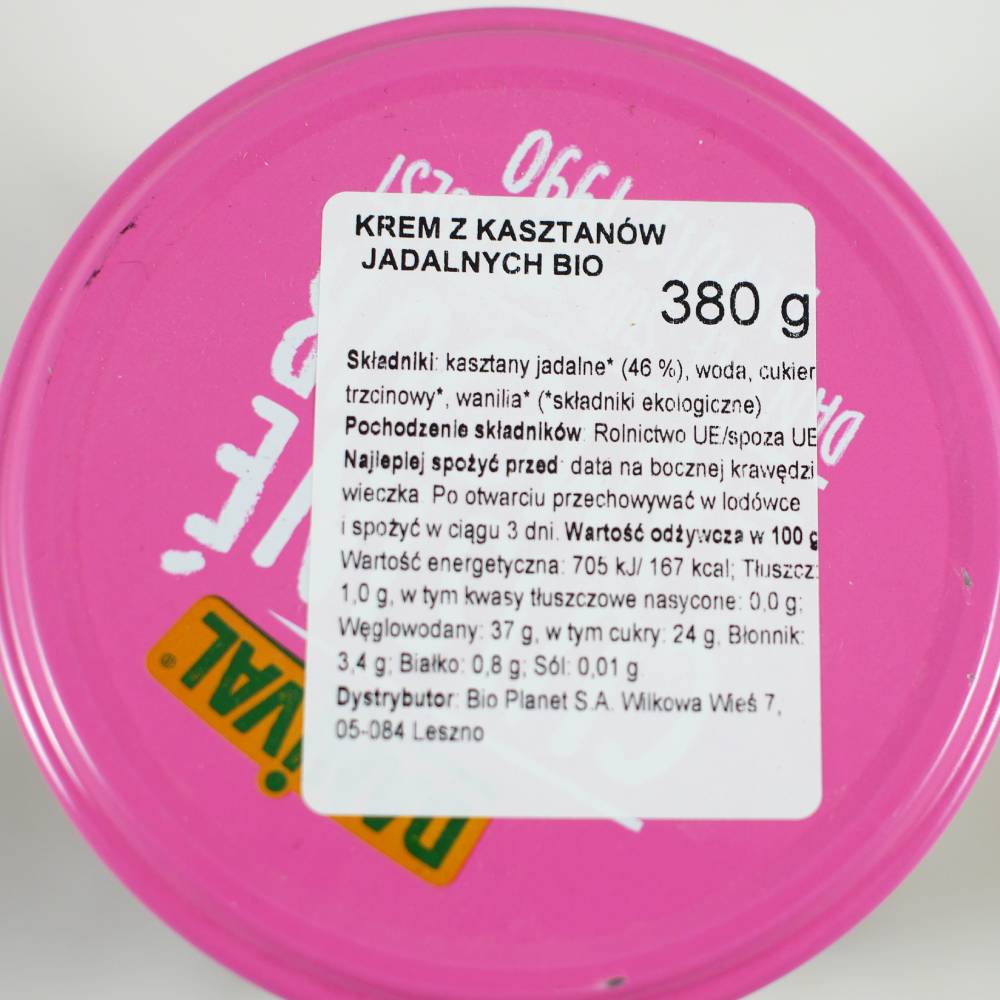 KREM Z KASZTANÓW
JADALNYCH BIO
380 g
Składniki: kasztany jadalne* (46 %), woda, cukier
trzcinowy*, wanilia* (*składniki ekologiczne)
Pochodzenie składników: Rolnictwo UE/spoza UE
Najlepiej spożyć przed: data na bocznej krawędzi
wieczka. Po otwarciu przechowywać w lodówce
i spożyć w ciągu 3 dni. Wartość odżywcza w 100 g
Wartość energetyczna: 705 kJ/ 167 kcal; Tłuszcz:
1,0 g, w tym kwasy tłuszczowe nasycone: 0,0 g;
Węglowodany: 37 g, w tym cukry: 24 g, Błonnik:
3,4 g; Białko: 0,8 g; Sól: 0,01 g
Dystrybutor: Bio Planet S.A. Wilkowa Wieś 7,
05-084 Leszno
1990